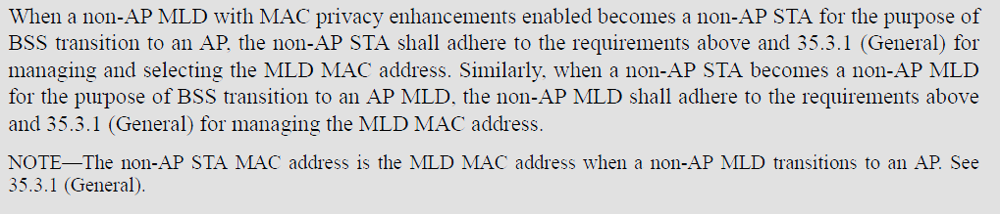 When a non-AP MLD with MAC privacy enhancements enabled becomes a non-AP STA for the purpose of
BSS transition to an AP, the non-AP STA shall adhere to the requirements above and 35.3.1 (General) for
managing and selecting the MLD MAC address. Similarly, when a non-AP STA becomes a non-AP MLD
for the purpose of BSS transition to an AP MLD, the non-AP MLD shall adhere to the requirements above
and 35.3.1 (General) for managing the MLD MAC address.
NOTE—The non-AP STA MAC address is the MLD MAC address when a non-AP MLD transitions to an AP. See
35.3.1 (General).